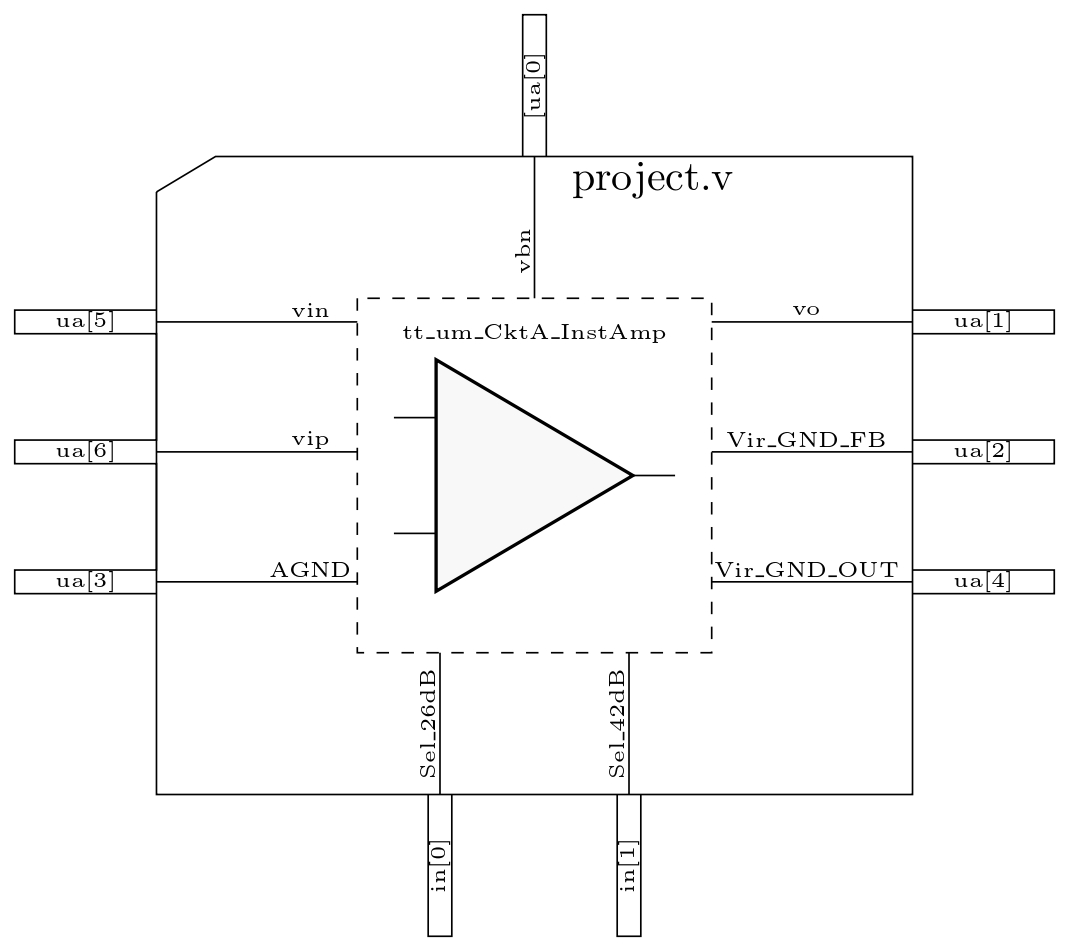 [ua[0]
project.v
vbn
ua[5]
vin
vo
ua[1]
tt_um_CktA_InstAmp
ua[6]
vip
Vir_GND_FB
ua[2]
ua[3]
AGND
Vir_GND_OUT
ua[4]
Sel_26dB
Sel_42dB
in[0]
in[1]